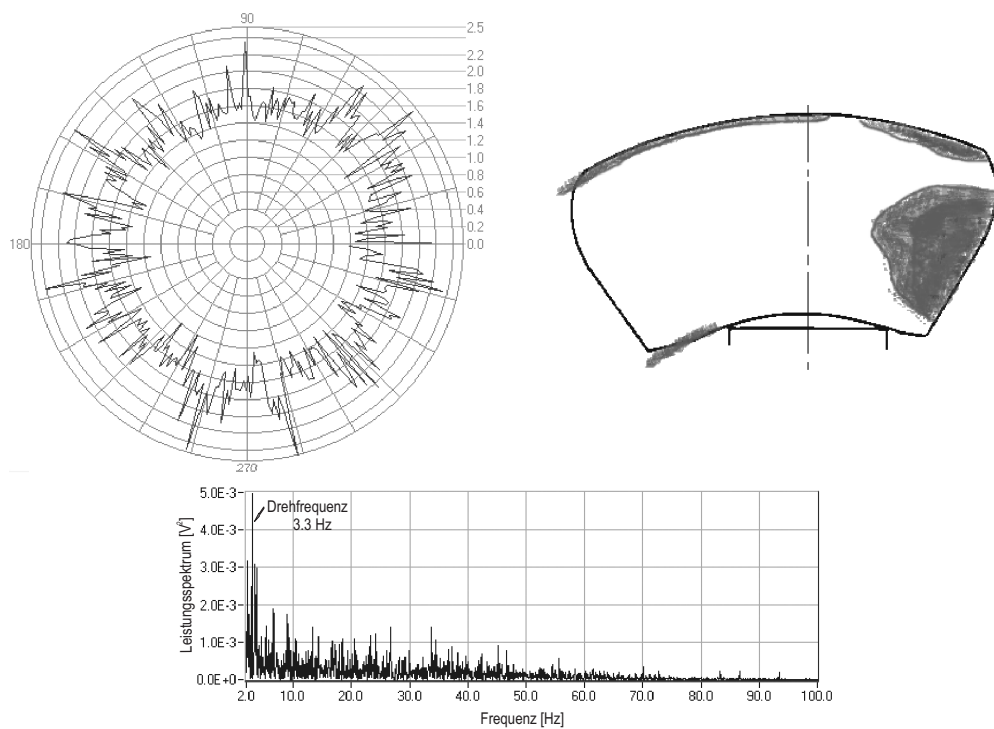 90
2.5
2.2
2.0
1.8
1.6
1.4
1.2
1.0
0.8
0.6
0.4
0.2
180
0.0
270
5.0E-3
Drehfrequenz
3.3 Hz
4.0E-3
3.0E-3
2.0E-3
1.0E-3
0.0E+0
Leistungsspektrum [V²]
2.0 10.0 20.0 30.0 40.0 50.0 60.0 70.0 80.0 90.0 100.0
Frequenz [Hz]